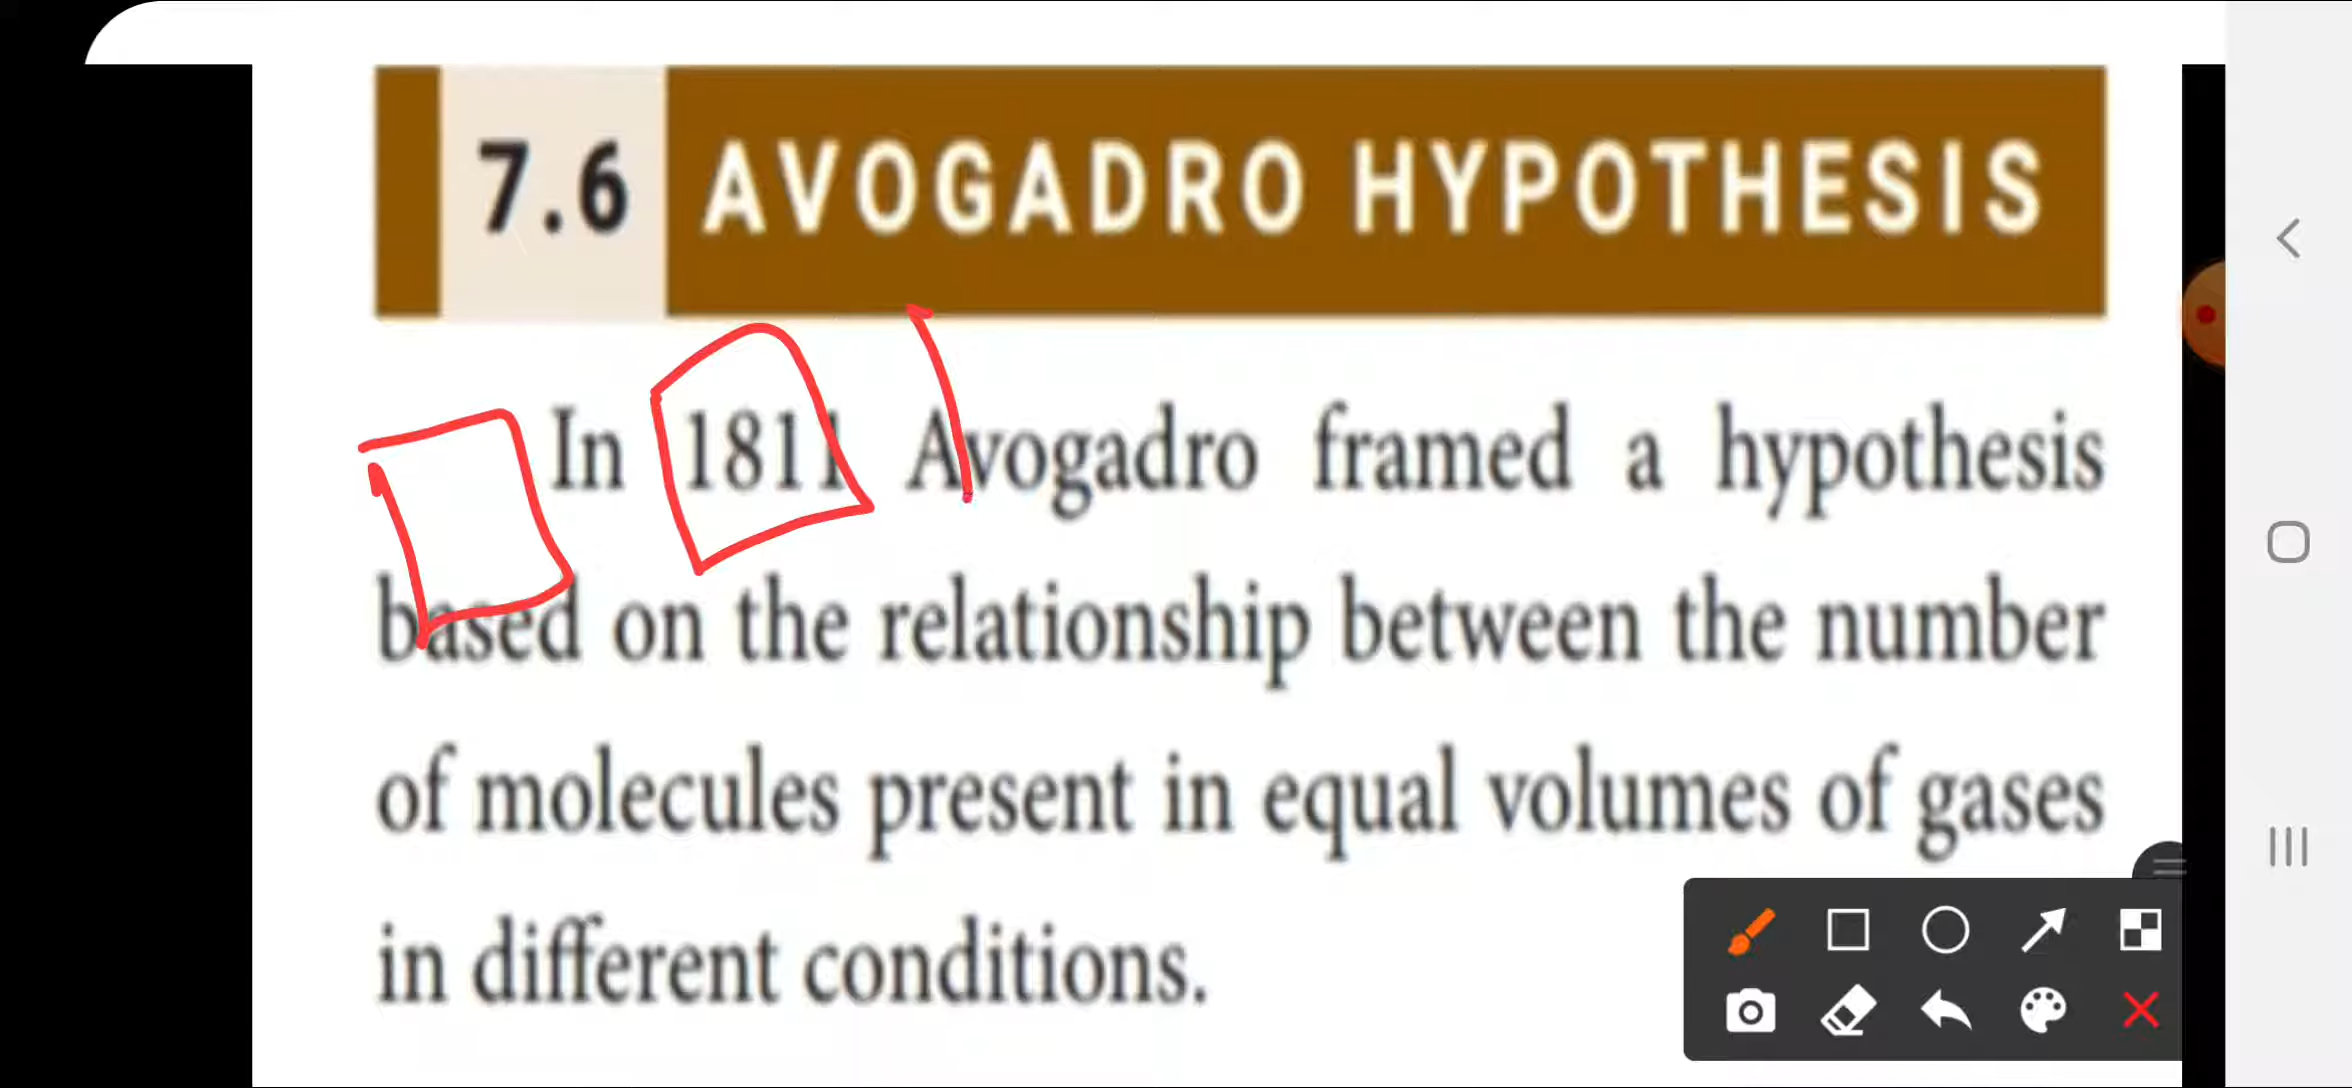 7.6 AVOGADRO HYPOTHESIS
In 1811 Avogadro framed a hypothesis
based on the relationship between the number
of molecules present in equal volumes of gases
in different conditions.